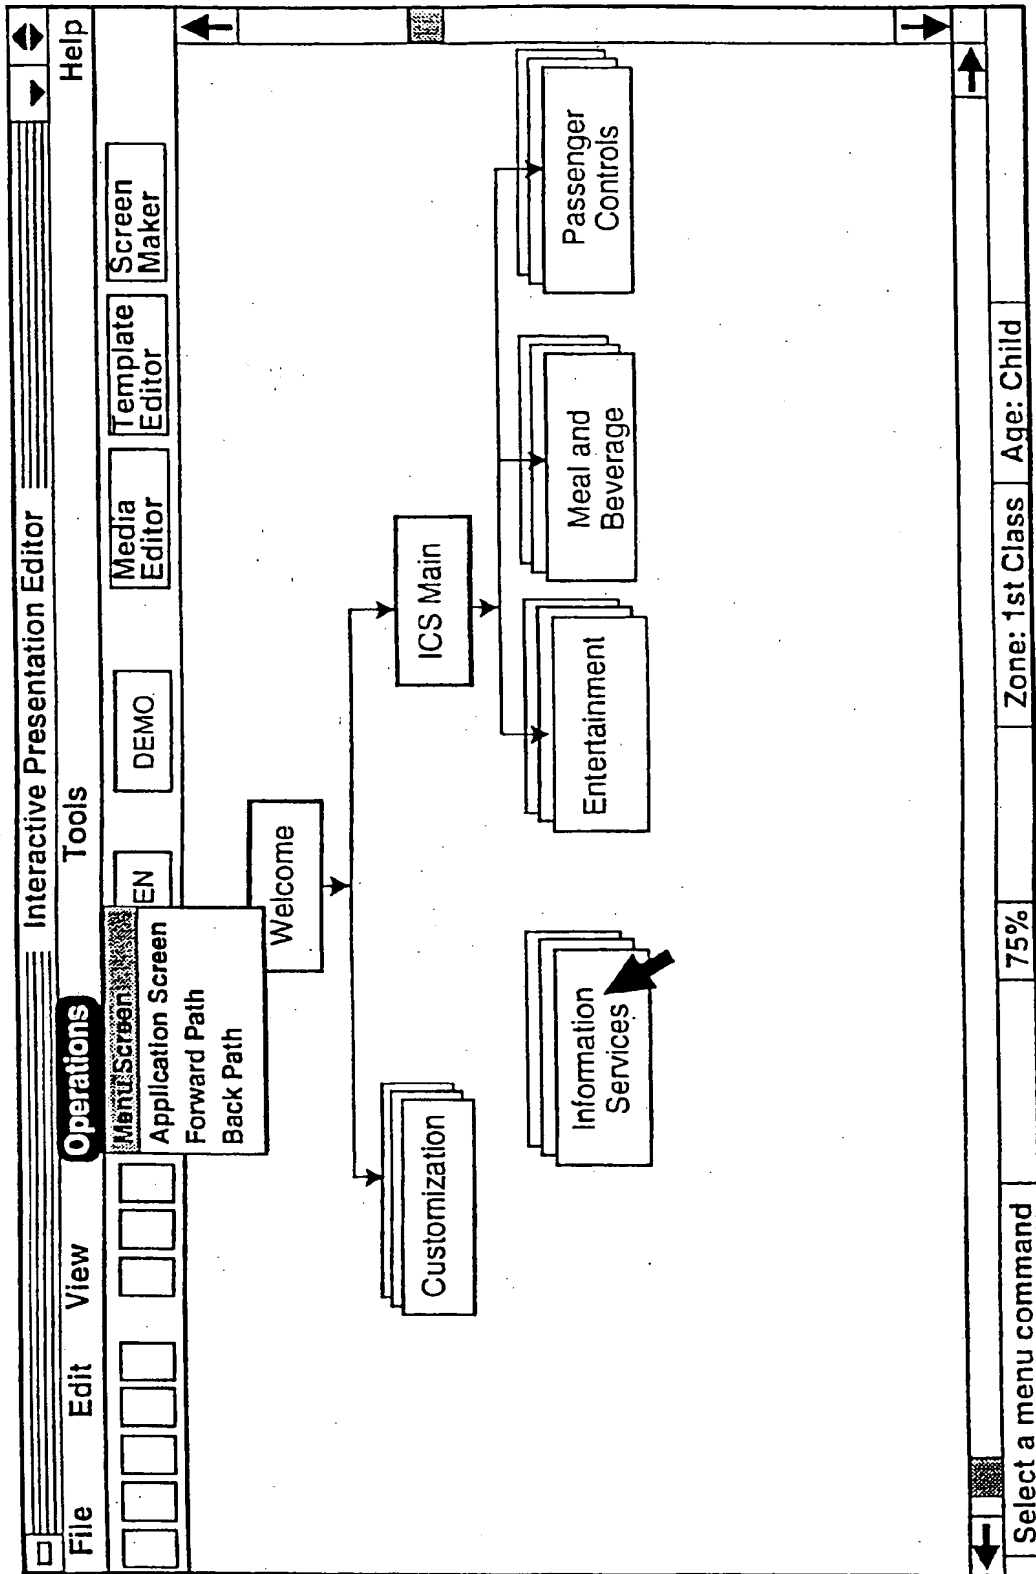 Interactive Presentation Editor
File Edit View Operations Tools Help
Menu Screen
Application Screen
Forward Path
Back Path
EN
DEMO
Media
Editor
Template
Editor
Screen
Maker
Welcome
Customization
ICS Main
Information
Services
Entertainment
Meal and
Beverage
Passenger
Controls
Select a menu command 75% Zone: 1st Class Age: Child